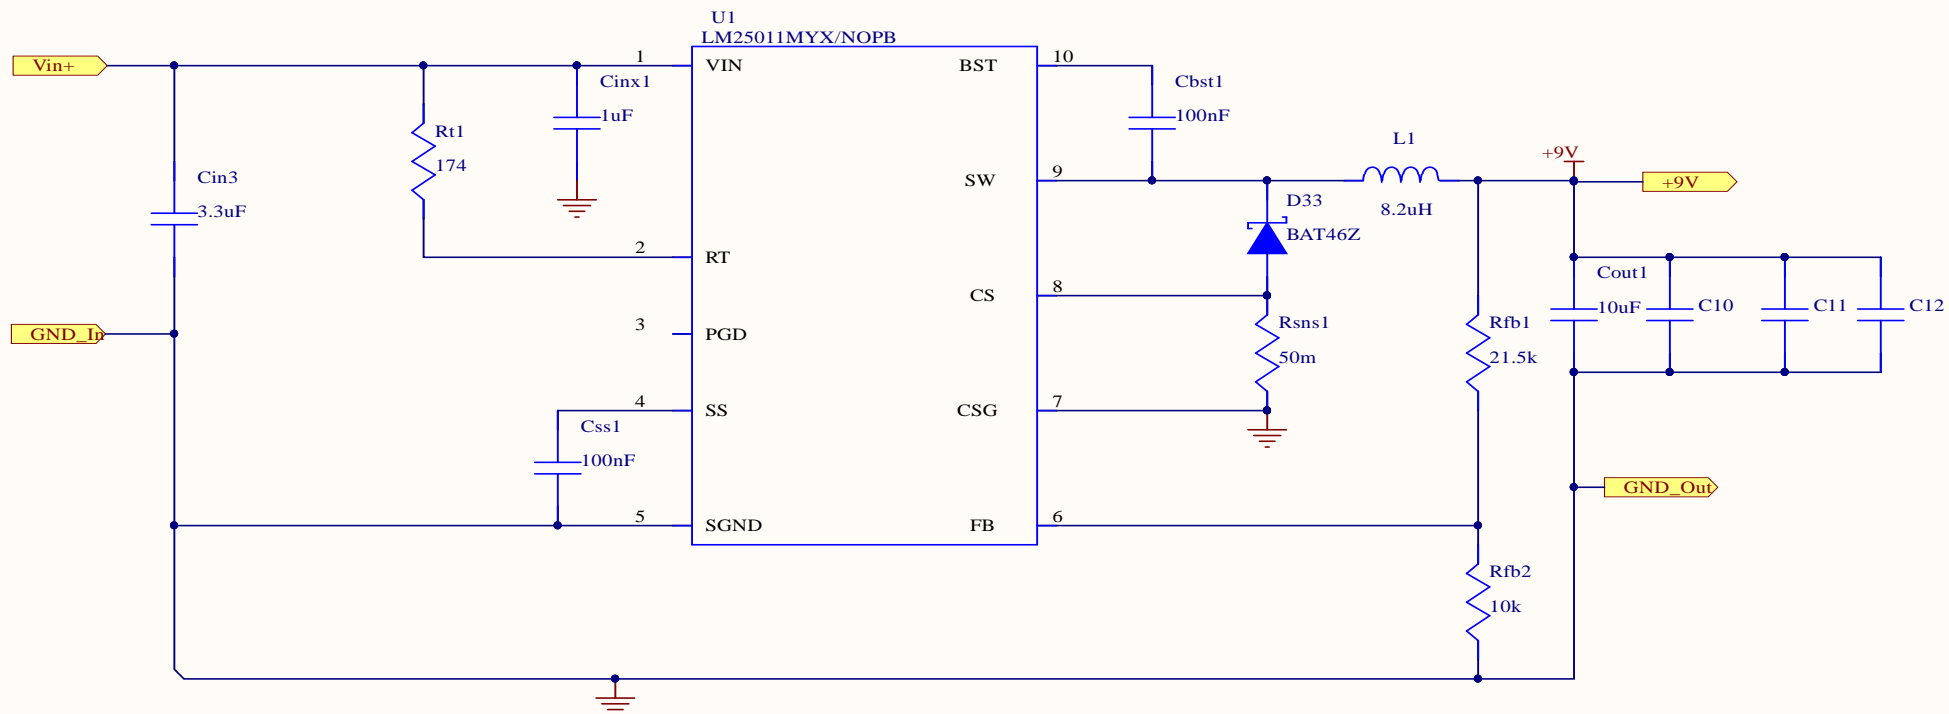 U1
LM25011MYX/NOPB
Vin+
1
VIN
BST
10
Cinx1
1uF
Cbst1
100nF
Rt1
174
L1
8.2uH
+9V
+9V
Cin3
3.3uF
SW
9
D33
BAT46Z
2
RT
CS
8
Cout1
10uF
C10
C11
C12
GND_In
3
PGD
Rsns1
50m
Rfb1
21.5k
4
SS
CSG
7
Css1
100nF
GND_Out
5
SGND
FB
6
Rfb2
10k